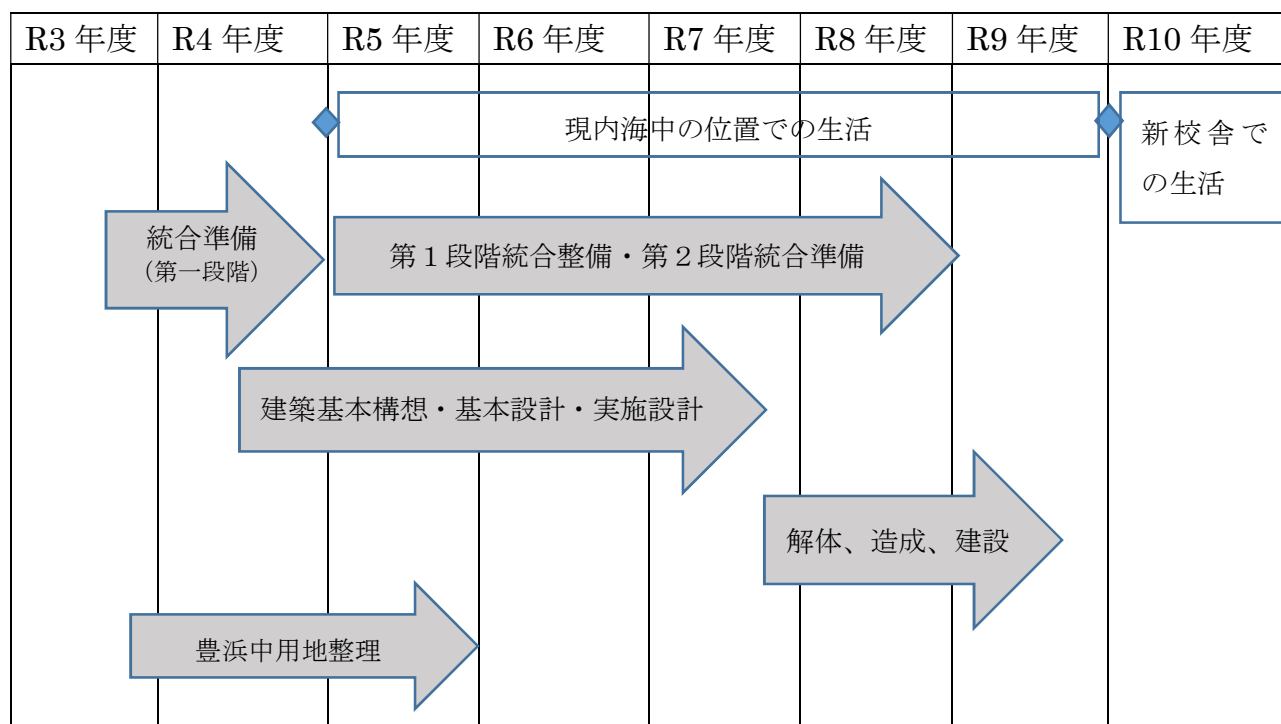 R3 年度 R4 年度 R5 年度 R6 年度 R7 年度 R8 年度 R9 年度 R10 年度
現内海中の位置での生活
新校舎で
の生活
統合準備
(第一段階)
第１段階統合整備・第２段階統合準備
建築基本構想・基本設計・実施設計
解体、造成、建設
豊浜中用地整理